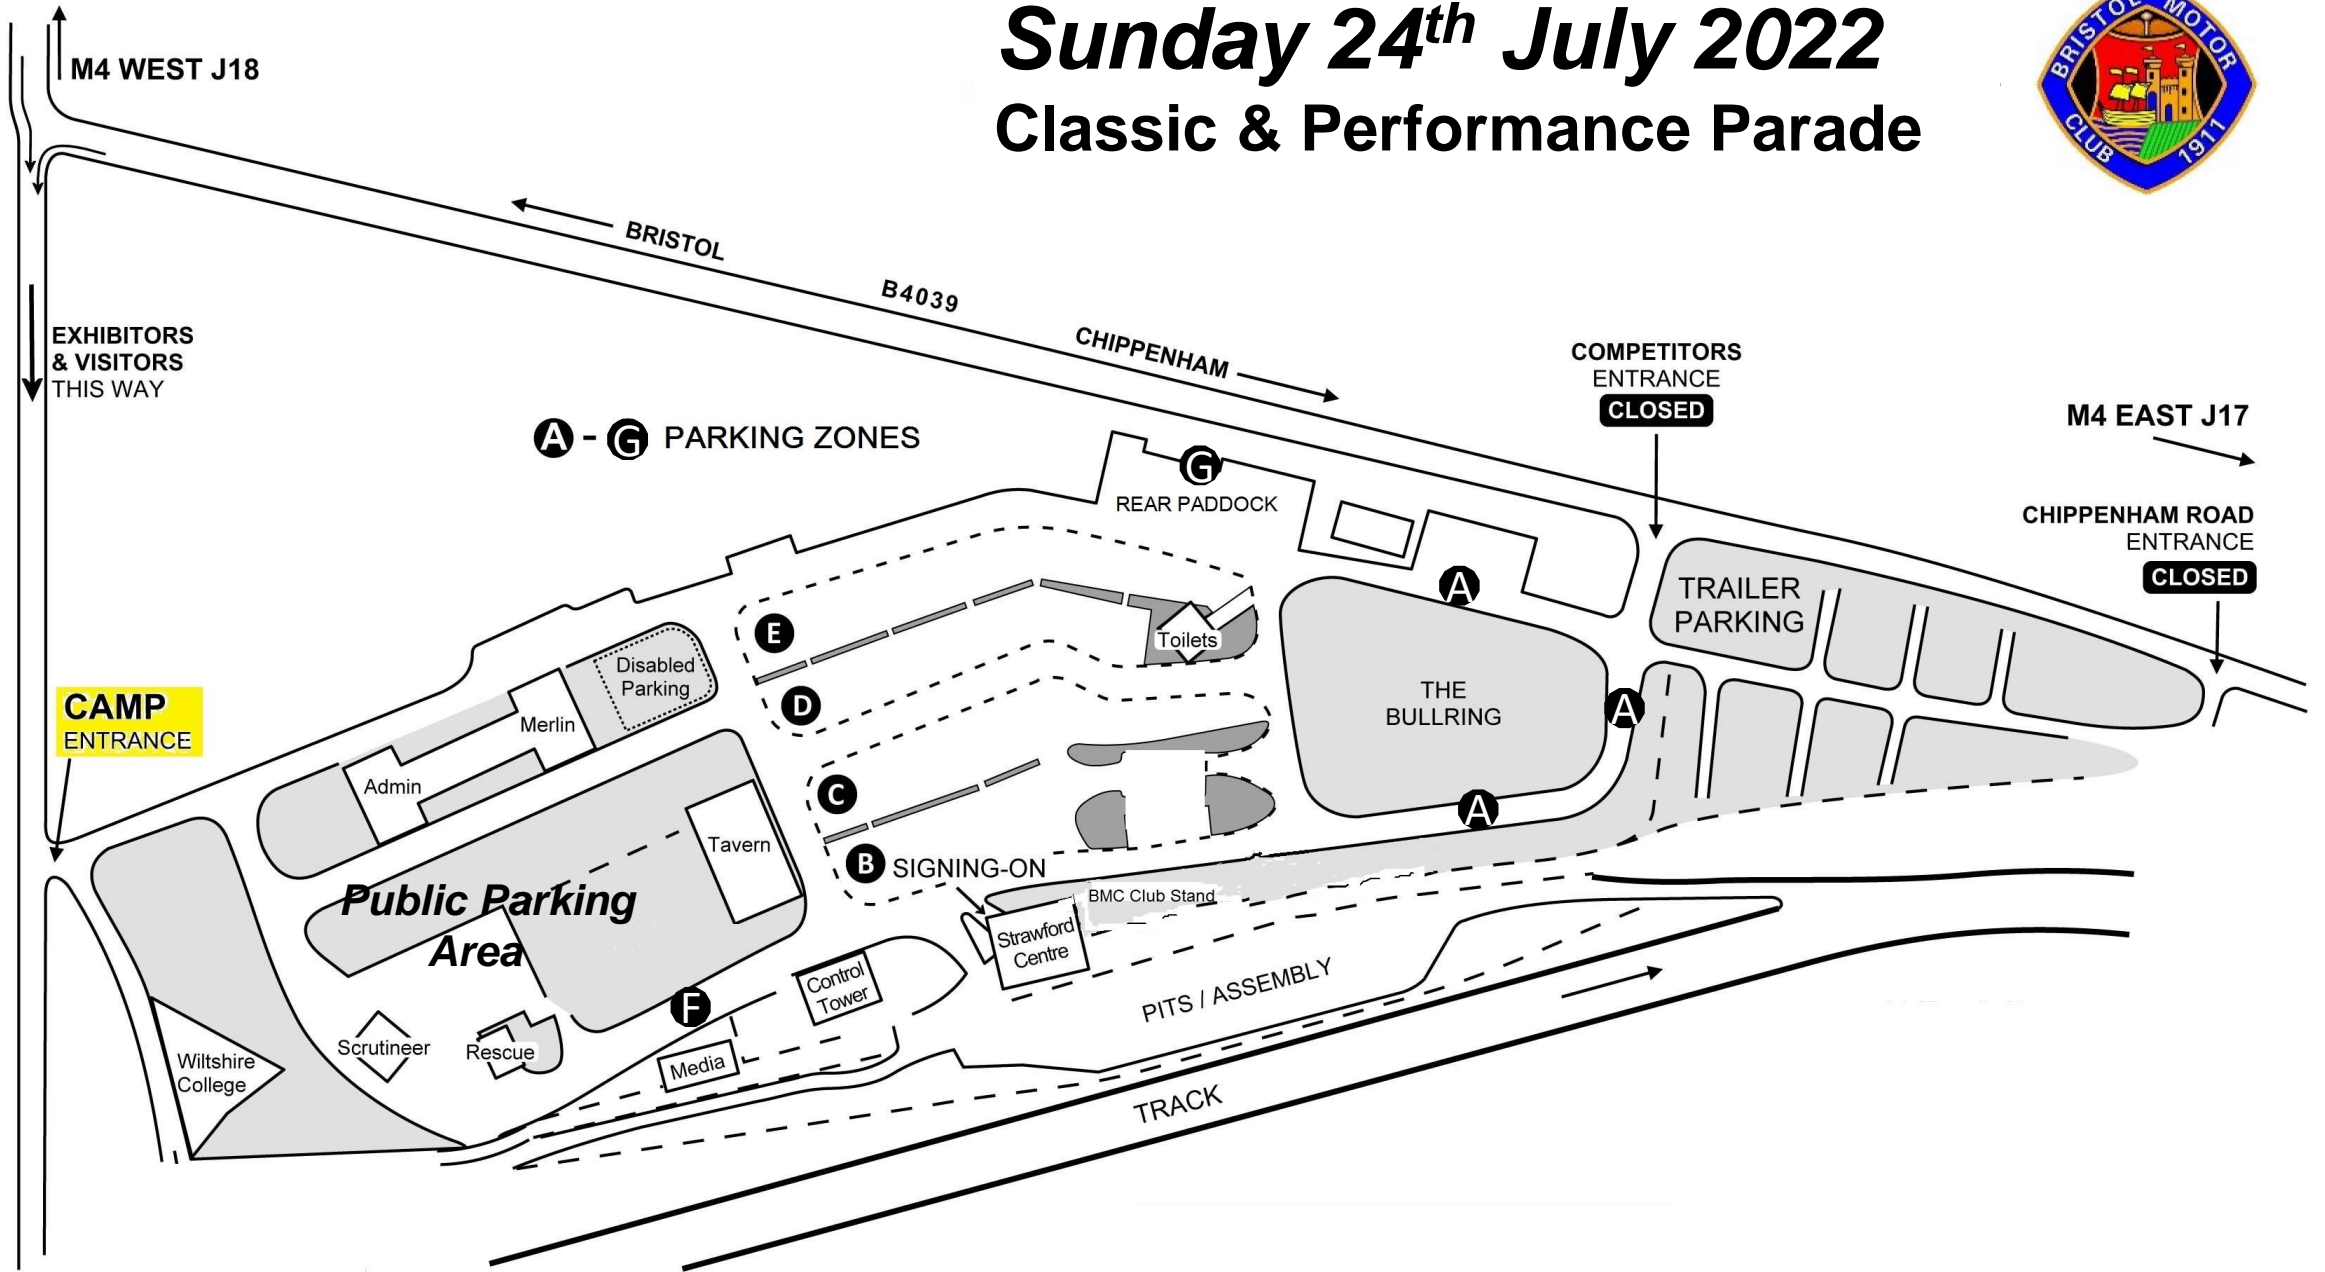 Sunday 24th July 2022
Classic & Performance Parade
BRISTOL MOTOR
CLUB 1911
M4 WEST J18
BRISTOL
B4039
CHIPPENHAM
EXHIBITORS
& VISITORS
THIS WAY
COMPETITORS
ENTRANCE
CLOSED
M4 EAST J17
CHIPPENHAM ROAD
ENTRANCE
CLOSED
A - G PARKING ZONES
G
REAR PADDOCK
A
TRAILER
PARKING
E
Toilets
Disabled
Parking
D
THE
BULLRING
A
CAMP
ENTRANCE
Merlin
Admin
C
A
Tavern
B SIGNING-ON
BMC Club Stand
Public Parking
Area
Strawford
Centre
Control
Tower
PITS / ASSEMBLY
F
Scrutineer
Rescue
Media
Wiltshire
College
TRACK